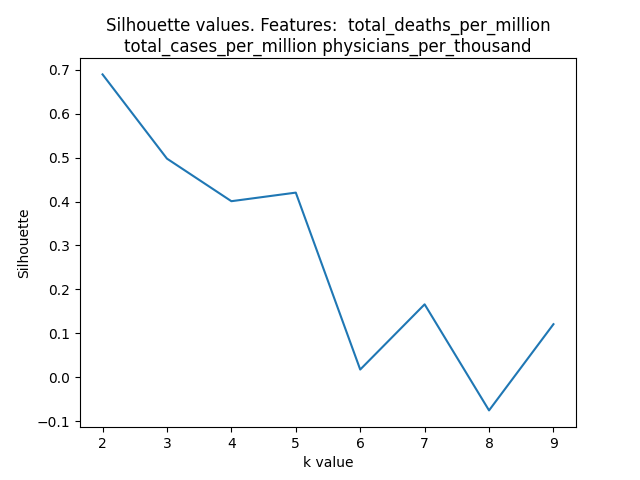 Silhouette values. Features:  total_deaths_per_million
total_cases_per_million physicians_per_thousand
0.7
0.6
0.5
0.4
0.3
0.2
0.1
0.0
−0.1
Silhouette
2 3 4 5 6 7 8 9
k value